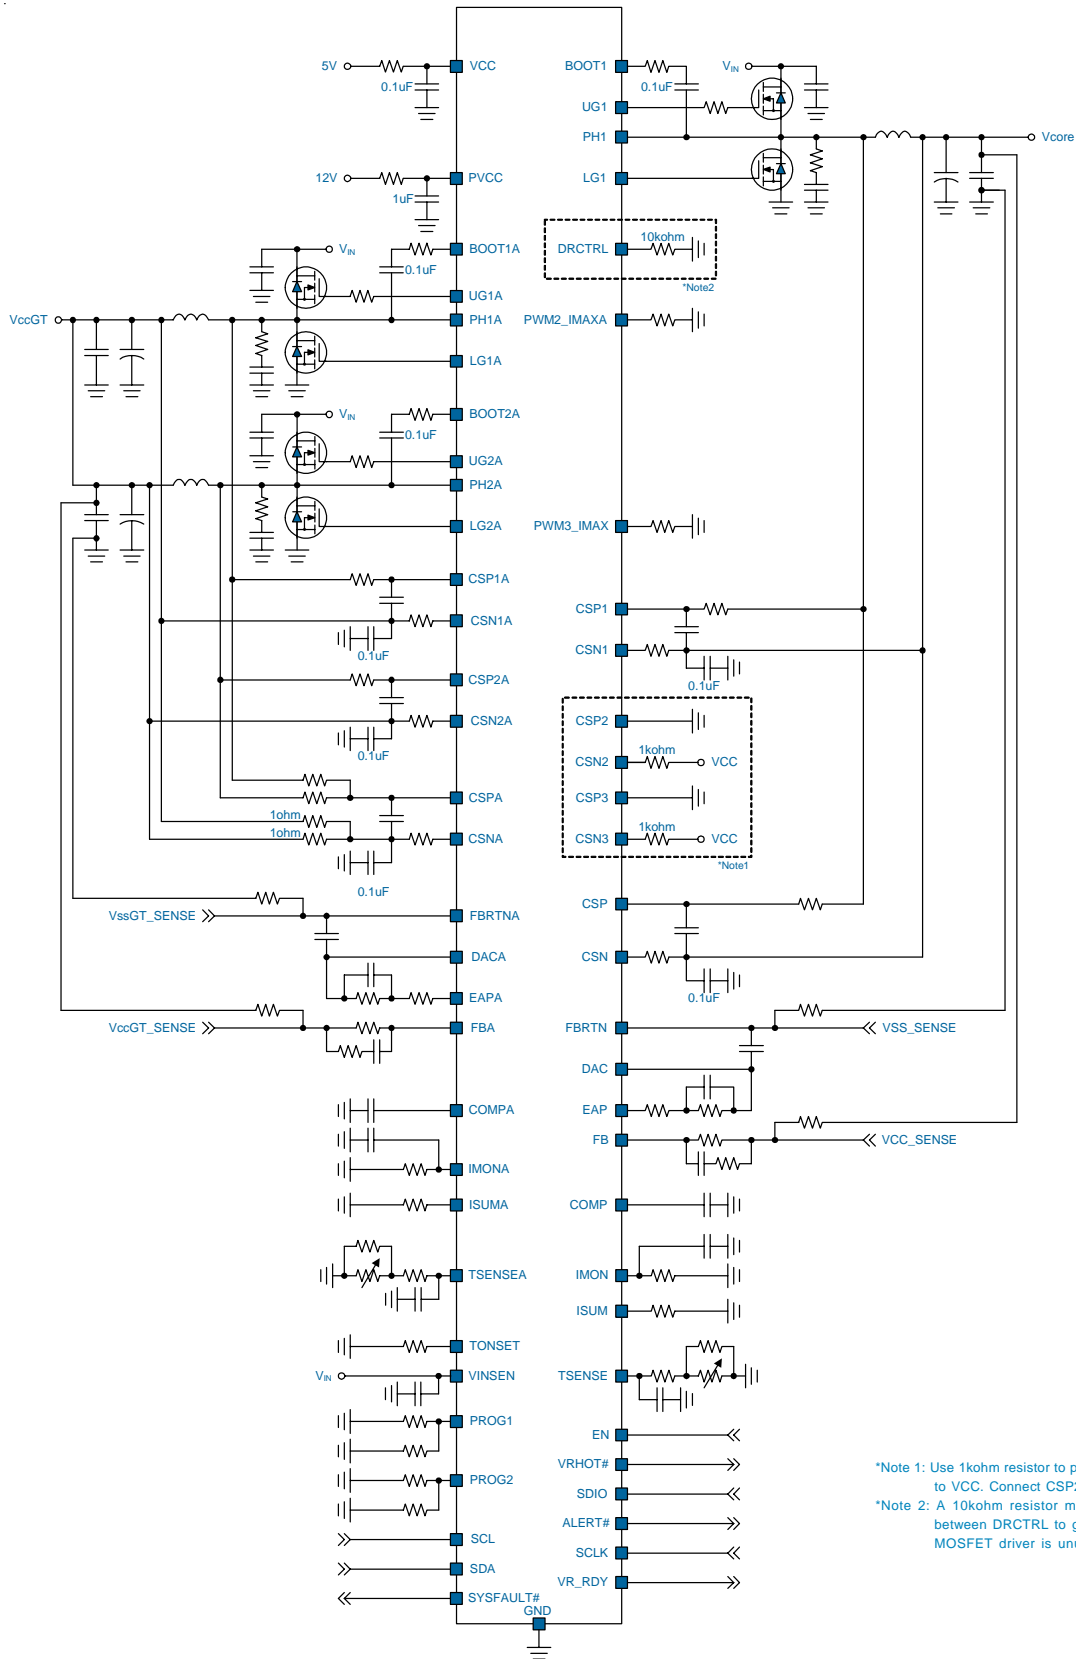 5V
0.1uF
VCC
BOOT1
0.1uF
VIN
UG1
PH1
Vcore
LG1
12V
1uF
PVCC
VIN
BOOT1A
0.1uF
DRCTRL
10kohm
*Note2
UG1A
VccGT
PH1A
PWM2_IMAXA
LG1A
VIN
BOOT2A
0.1uF
UG2A
PH2A
LG2A
PWM3_IMAX
CSP1A
CSP1
CSN1A
CSN1
0.1uF
0.1uF
CSP2A
CSN2A
CSP2
0.1uF
CSN2
1kohm
VCC
CSPA
CSP3
1ohm
1ohm
CSNA
CSN3
1kohm
VCC
*Note1
0.1uF
CSP
VssGT_SENSE
FBRTNA
DACA
CSN
0.1uF
EAPA
VccGT_SENSE
FBA
FBRTN
VSS_SENSE
DAC
COMPA
EAP
FB
VCC_SENSE
IMONA
ISUMA
COMP
TSENSEA
IMON
ISUM
TONSET
VIN
VINSEN
TSENSE
PROG1
EN
VRHOT#
PROG2
SDIO
ALERT#
SCL
SCLK
SDA
VR_RDY
SYSFAULT#
GND
*Note 1: Use 1kohm resistor to p
to VCC. Connect CSP2
*Note 2: A 10kohm resistor m
between DRCTRL to g
MOSFET driver is unu